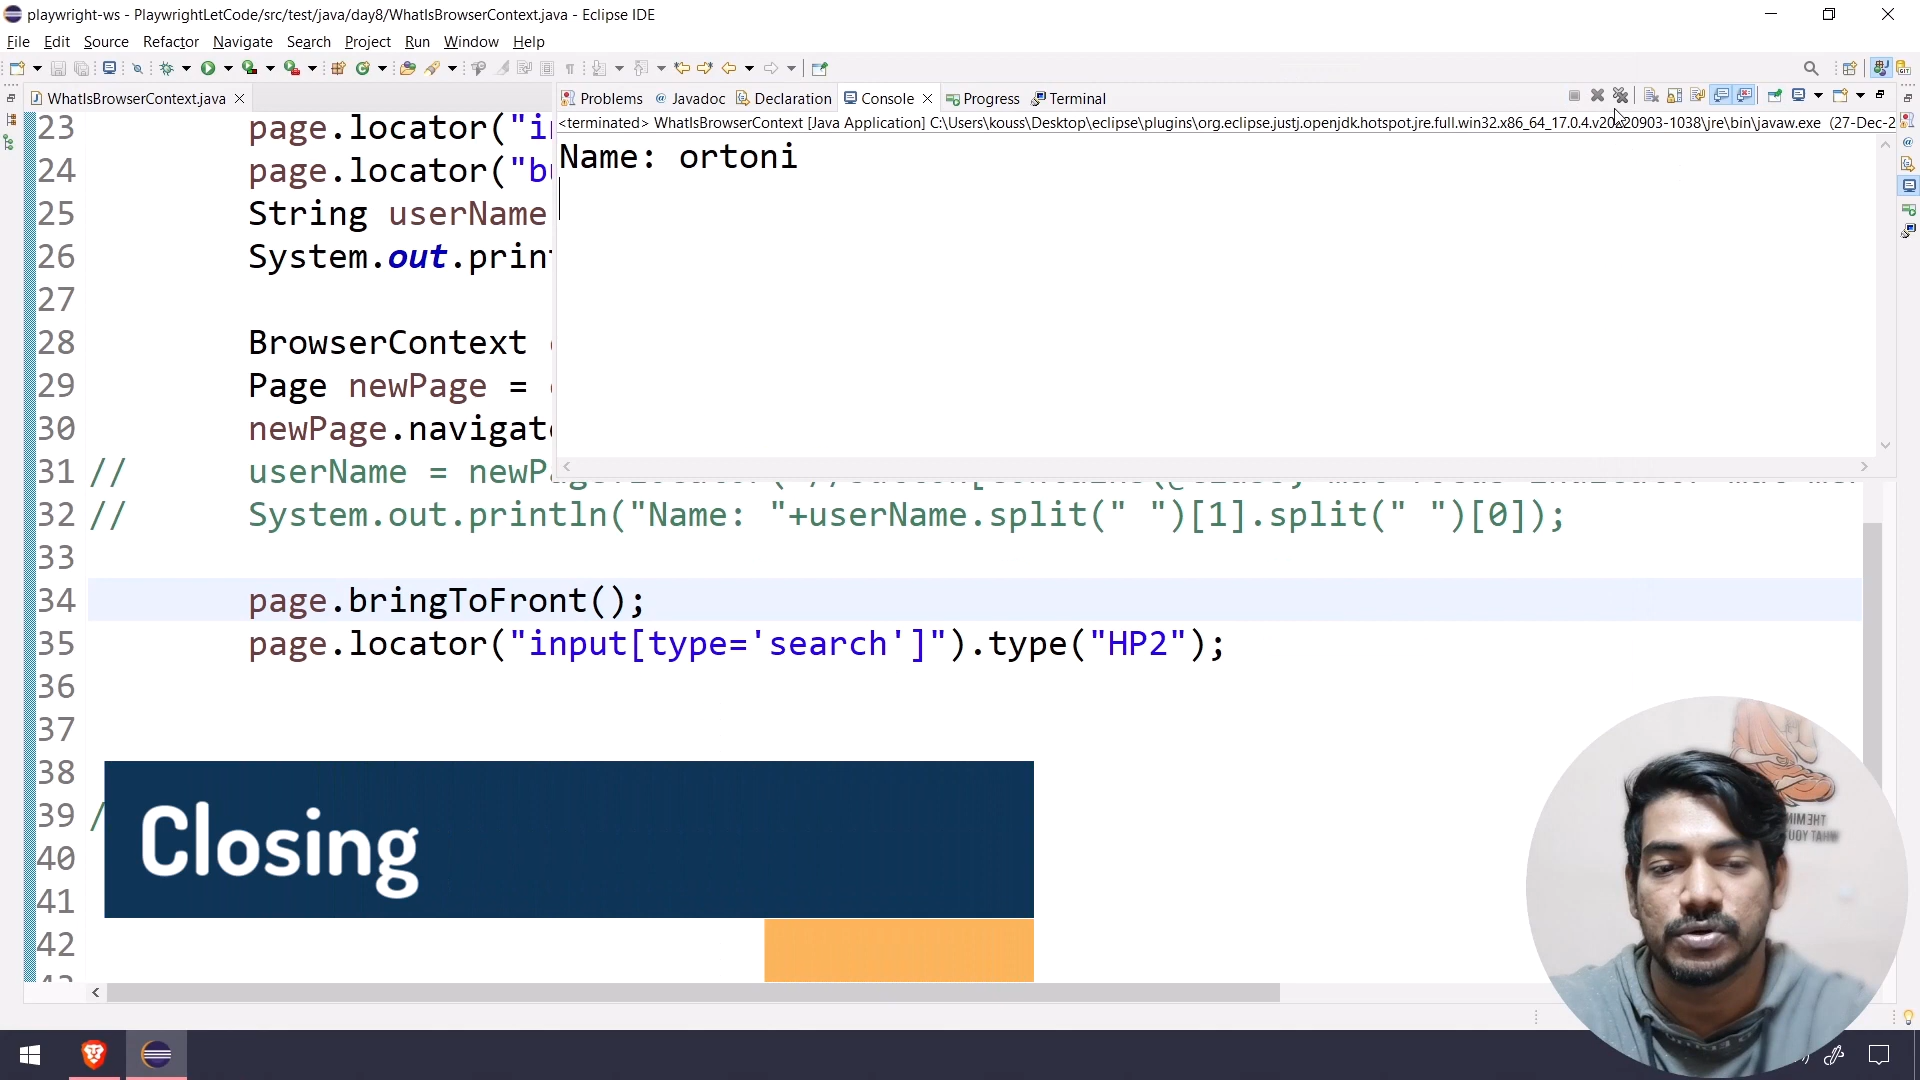 playwright-ws - PlaywrightLetCode/src/test/java/day8/WhatIsBrowserContext.java - Eclipse IDE
File Edit Source Refactor Navigate Search Project Run Window Help
WhatIsBrowserContext.java
Problems Javadoc Declaration Console Progress Terminal
<terminated> WhatIsBrowserContext [Java Application] C:\Users\kouss\Desktop\eclipse\plugins\org.eclipse.justj.openjdk.hotspot.jre.full.win32.x86_64_17.0.4.v20220903-1038\jre\bin\javaw.exe (27-Dec-2
Name: ortoni
23 page.locator("i
24 page.locator("b
25 String userName
26 System.out.print
27
28 BrowserContext
29 Page newPage =
30 newPage.navigat
31 // userName = newP
32 // System.out.println("Name: "+userName.split(" ")[1].split(" ")[0]);
33
34 page.bringToFront();
35 page.locator("input[type='search']").type("HP2");
36
37
38
39 /
40
41
42
Closing